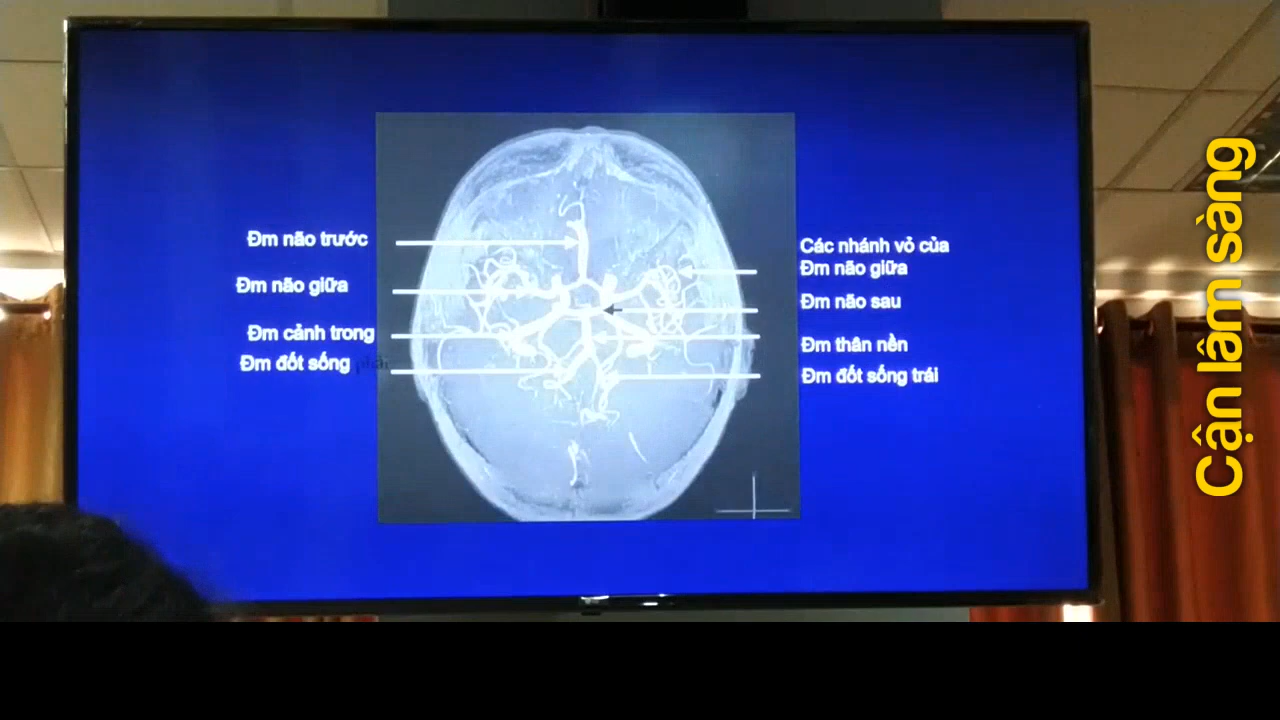 Đm não trước
Đm não giữa
Đm cảnh trong
Đm đốt sống phải
Các nhánh vỏ của
Đm não giữa
Đm não sau
Đm thân nền
Đm đốt sống trái
Cận lâm sàng